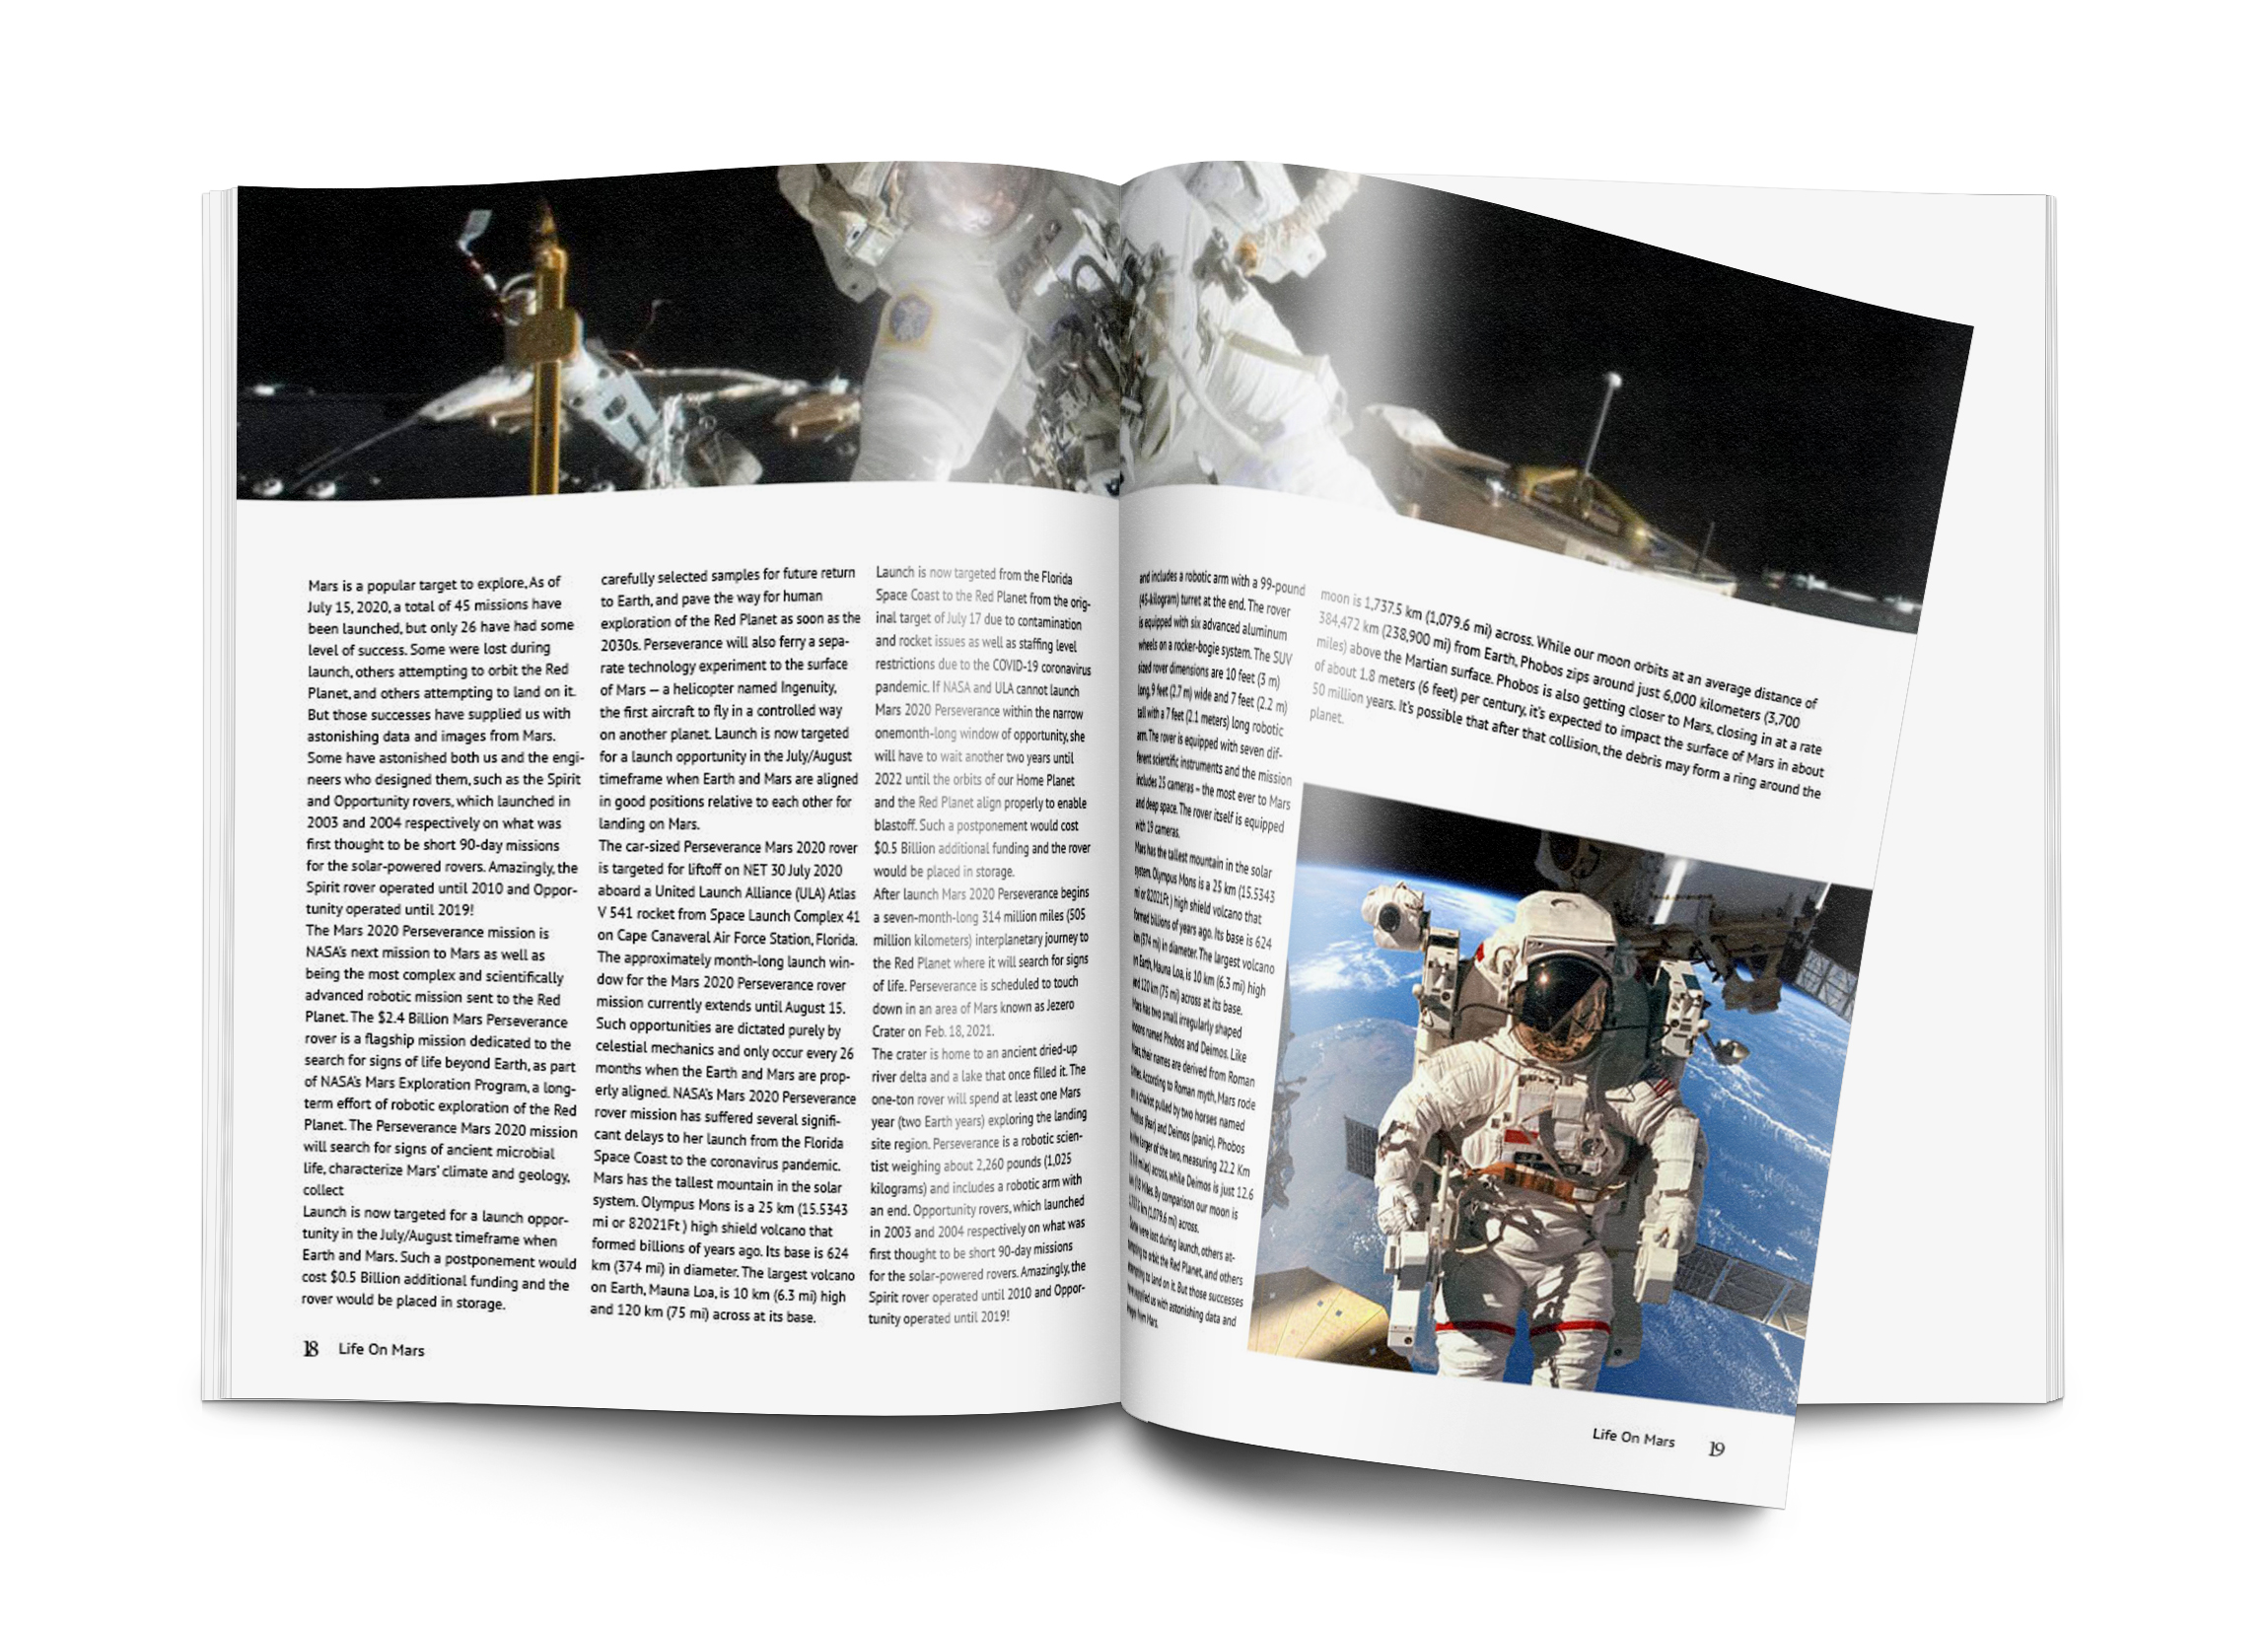 Mars is a popular target to explore, As of
July 15, 2020, a total of 45 missions have
been launched, but only 26 have had some
level of success. Some were lost during
launch, others attempting to orbit the Red
Planet, and others attempting to land on it.
But those successes have supplied us with
astonishing data and images from Mars.
Some have astonished both us and the engi-
neers who designed them, such as the Spirit
and Opportunity rovers, which launched in
2003 and 2004 respectively on what was
first thought to be short 90-day missions
for the solar-powered rovers. Amazingly, the
Spirit rover operated until 2010 and Oppor-
tunity operated until 2019!
The Mars 2020 Perseverance mission is
NASA's next mission to Mars as well as
being the most complex and scientifically
advanced robotic mission sent to the Red
Planet. The $2.4 Billion Mars Perseverance
rover is a flagship mission dedicated to the
search for signs of life beyond Earth, as part
of NASA's Mars Exploration Program, a long-
term effort of robotic exploration of the Red
Planet. The Perseverance Mars 2020 mission
will search for signs of ancient microbial
life, characterize Mars' climate and geology,
collect
Launch is now targeted for a launch oppor-
tunity in the July/August timeframe when
Earth and Mars. Such a postponement would
cost $0.5 Billion additional funding and the
rover would be placed in storage.
carefully selected samples for future return
to Earth, and pave the way for human
exploration of the Red Planet as soon as the
2030s. Perseverance will also ferry a sepa-
rate technology experiment to the surface
of Mars — a helicopter named Ingenuity,
the first aircraft to fly in a controlled way
on another planet. Launch is now targeted
for a launch opportunity in the July/August
timeframe when Earth and Mars are aligned
in good positions relative to each other for
landing on Mars.
The car-sized Perseverance Mars 2020 rover
is targeted for liftoff on NET 30 July 2020
aboard a United Launch Alliance (ULA) Atlas
V 541 rocket from Space Launch Complex 41
on Cape Canaveral Air Force Station, Florida.
The approximately month-long launch win-
dow for the Mars 2020 Perseverance rover
mission currently extends until August 15.
Such opportunities are dictated purely by
celestial mechanics and only occur every 26
months when the Earth and Mars are prop-
erly aligned. NASA's Mars 2020 Perseverance
rover mission has suffered several signifi-
cant delays to her launch from the Florida
Space Coast to the coronavirus pandemic.
Mars has the tallest mountain in the solar
system. Olympus Mons is a 25 km (15.5343
mi or 82021Ft ) high shield volcano that
formed billions of years ago. Its base is 624
km (374 mi) in diameter. The largest volcano
on Earth, Mauna Loa, is 10 km (6.3 mi) high
and 120 km (75 mi) across at its base.
Launch is now targeted from the Florida
Space Coast to the Red Planet from the orig-
inal target of July 17 due to contamination
and rocket issues as well as staffing level
restrictions due to the COVID-19 coronavirus
pandemic. If NASA and ULA cannot launch
Mars 2020 Perseverance within the narrow
onemonth-long window of opportunity, she
will have to wait another two years until
2022 until the orbits of our Home Planet
and the Red Planet align properly to enable
blastoff. Such a postponement would cost
$0.5 Billion additional funding and the rover
would be placed in storage.
After launch Mars 2020 Perseverance begins
a seven-month-long 314 million miles (505
million kilometers) interplanetary journey to
the Red Planet where it will search for signs
of life. Perseverance is scheduled to touch
down in an area of Mars known as Jezero
Crater on Feb. 18, 2021.
The crater is home to an ancient dried-up
river delta and a lake that once filled it. The
one-ton rover will spend at least one Mars
year (two Earth years) exploring the landing
site region. Perseverance is a robotic scien-
tist weighing about 2,260 pounds (1,025
kilograms) and includes a robotic arm with
an end. Opportunity rovers, which launched
in 2003 and 2004 respectively on what was
first thought to be short 90-day missions
for the solar-powered rovers. Amazingly, the
Spirit rover operated until 2010 and Oppor-
tunity operated until 2019!
18 Life On Mars
and includes a robotic arm with a 99-pound
(45-kilogram) turret at the end. The rover
is equipped with six advanced aluminum
wheels on a rocker-bogie system. The SUV
sized rover dimensions are 10 feet (3 m)
long, 9 feet (2.7 m) wide and 7 feet (2.2 m)
tall with a 7 feet (2.1 meters) long robotic
arm. The rover is equipped with seven dif-
ferent scientific instruments and the mission
includes 25 cameras – the most ever to Mars
and deep space. The rover itself is equipped
with 19 cameras.
Mars has the tallest mountain in the solar
system. Olympus Mons is a 25 km (15.5343
mi or 82021Ft ) high shield volcano that
formed billions of years ago. Its base is 624
km (374 mi) in diameter. The largest volcano
on Earth, Mauna Loa, is 10 km (6.3 mi) high
and 120 km (75 mi) across at its base.
Mars has two small irregularly shaped
moons named Phobos and Deimos. Like
Mars, their names are derived from Roman
times. According to Roman myth, Mars rode
a chariot pulled by two horses named
Phobos (fear) and Deimos (panic). Phobos
is the larger of the two, measuring 22.2 Km
across, while Deimos is just 12.6
By comparison our moon is
(1,079.6 mi) across.
Some were lost during launch, others at-
tempting to orbit the Red Planet, and others
attempting to land on it. But those successes
have supplied us with astonishing data and
images from Mars.
moon is 1,737.5 km (1,079.6 mi) across. While our moon orbits at an average distance of
384,472 km (238,900 mi) from Earth, Phobos zips around just 6,000 kilometers (3,700
miles) above the Martian surface. Phobos is also getting closer to Mars, closing in at a rate
of about 1.8 meters (6 feet) per century, it's expected to impact the surface of Mars in about
50 million years. It's possible that after that collision, the debris may form a ring around the
planet.
Life On Mars 19